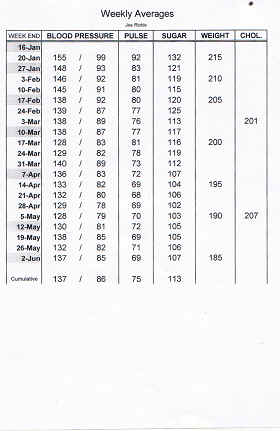 Weekly Averages
Joe Riddle
WEEK END BLOOD PRESSURE PULSE SUGAR WEIGHT CHOL.
16-Jan
20-Jan 155 / 99 92 132 215
27-Jan 148 / 93 83 121
3-Feb 146 / 92 81 119 210
10-Feb 145 / 91 80 115
17-Feb 138 / 92 80 120 205
24-Feb 139 / 87 77 125
3-Mar 138 / 89 76 113 201
10-Mar 138 / 87 77 117
17-Mar 128 / 83 81 116 200
24-Mar 129 / 82 78 119
31-Mar 140 / 89 73 112
7-Apr 136 / 83 72 107
14-Apr 133 / 82 69 104 195
21-Apr 132 / 80 68 106
28-Apr 129 / 78 69 102
5-May 128 / 79 70 103 190 207
12-May 130 / 81 72 105
19-May 138 / 85 69 105
26-May 132 / 82 71 106
2-Jun 137 / 85 69 107 185
Cumulative 137 / 86 75 113